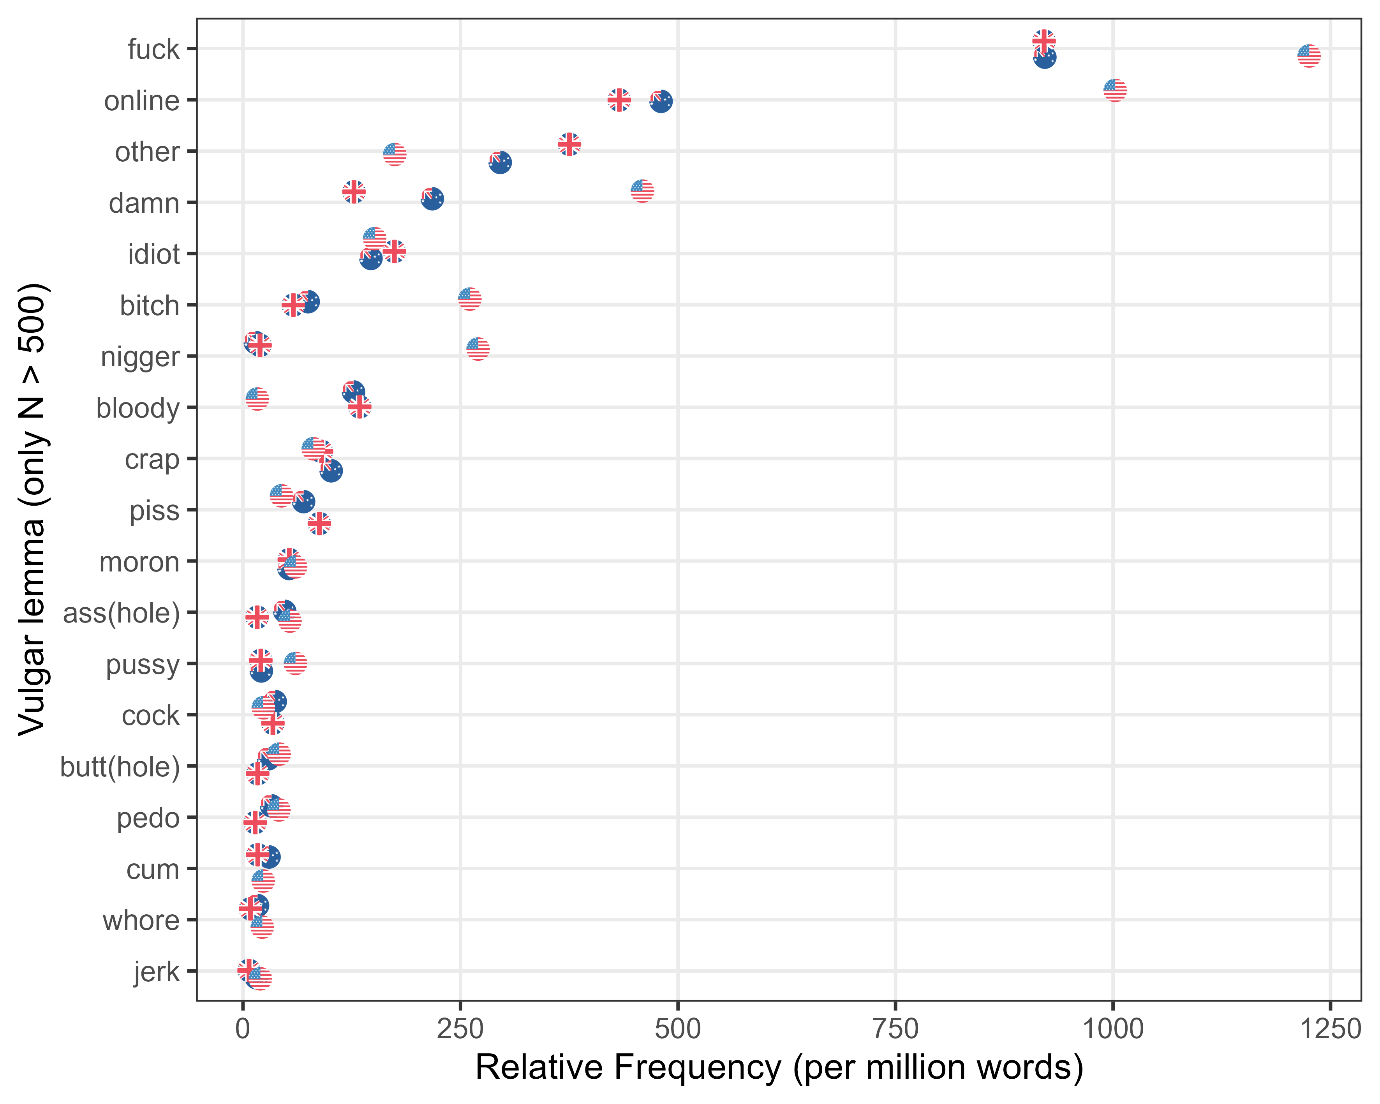 fuck
online
other
damn
idiot
bitch
nigger
bloody
crap
piss
moron
ass(hole)
pussy
cock
butt(hole)
pedo
cum
whore
jerk
Vulgar lemma (only N > 500)
0 250 500 750 1000 1250
Relative Frequency (per million words)